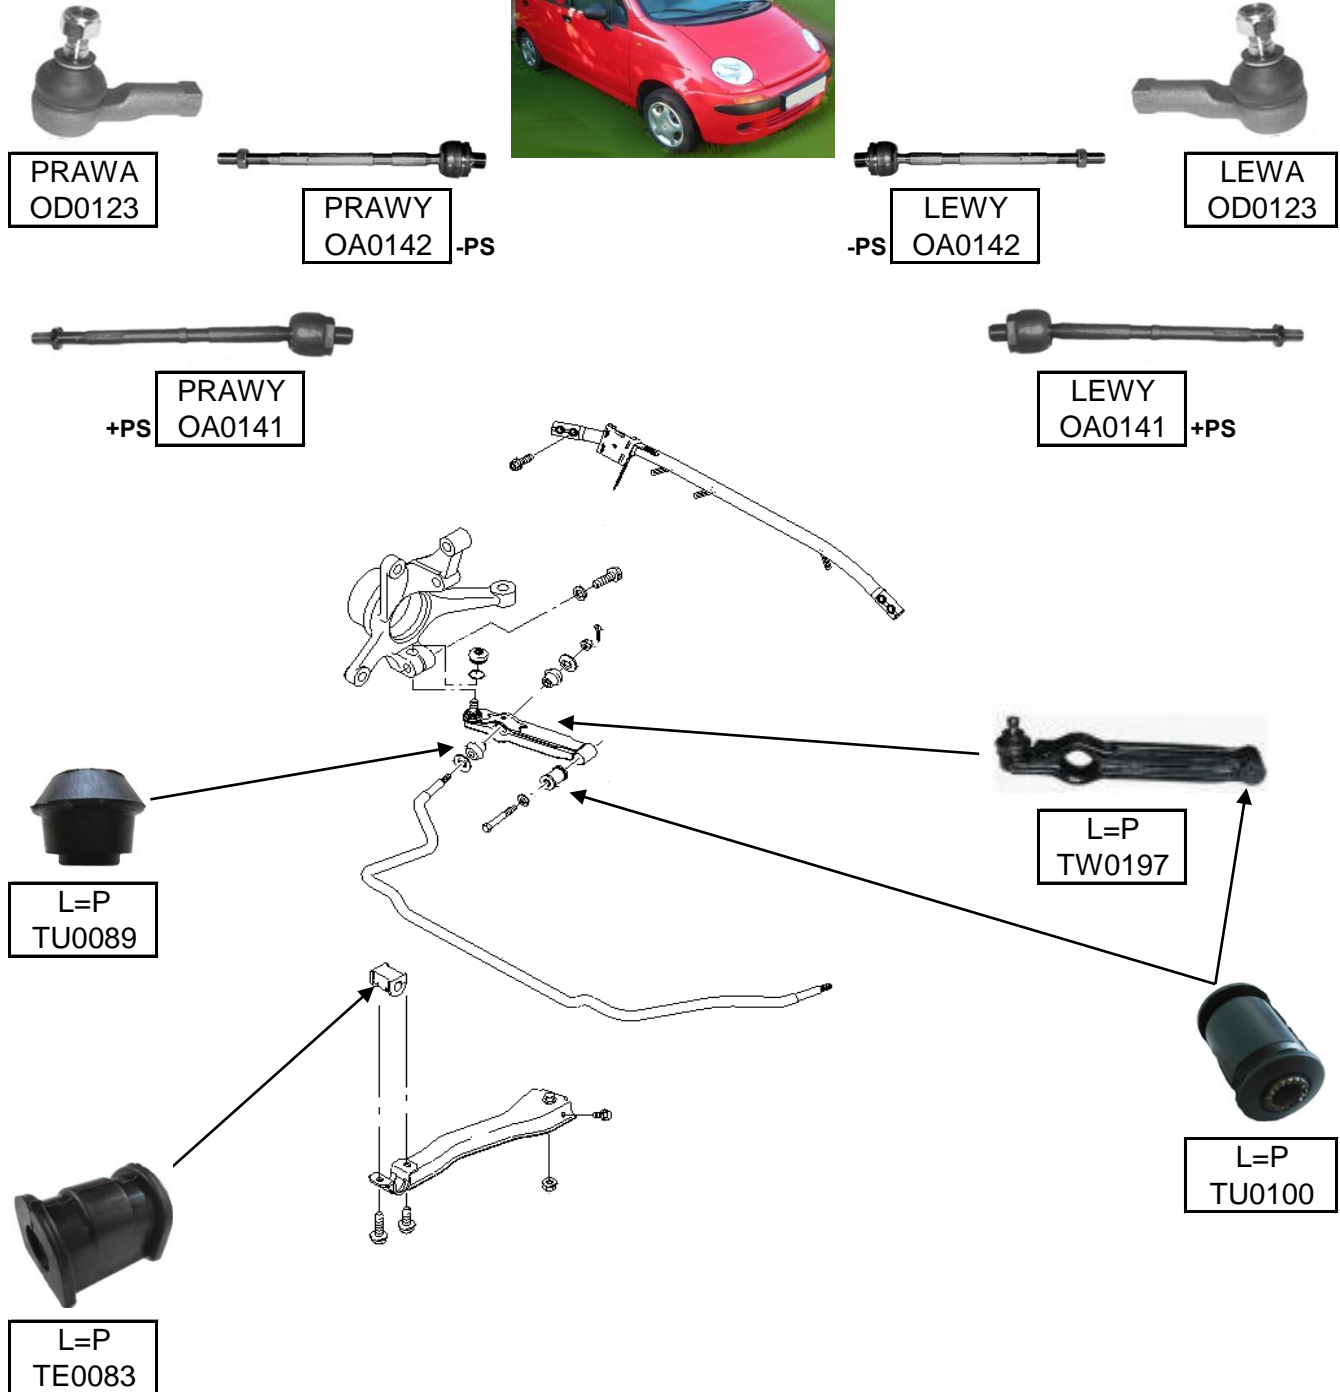 PRAWA
OD0123
PRAWY
OA0142 -PS
LEWY
-PS OA0142
LEWA
OD0123
PRAWY
+PS OA0141
LEWY
OA0141 +PS
L=P
TW0197
L=P
TU0089
L=P
TU0100
L=P
TE0083